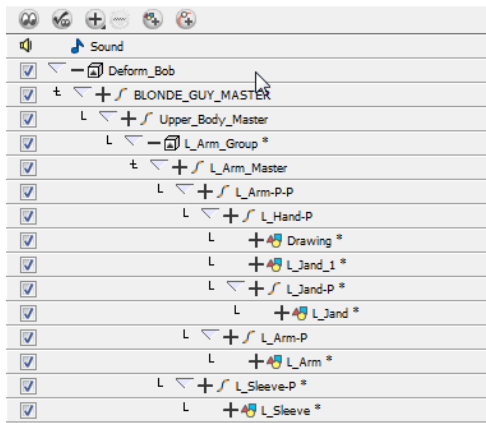 Sound
Deform_Bob
BLONDE_GUY_MASTER
Upper_Body_Master
L_Arm_Group *
L_Arm_Master
L_Arm-P-P
L_Hand-P
Drawing *
L_Jand_1 *
L_Jand-P *
L_Jand *
L_Arm-P
L_Arm *
L_Sleeve-P *
L_Sleeve *